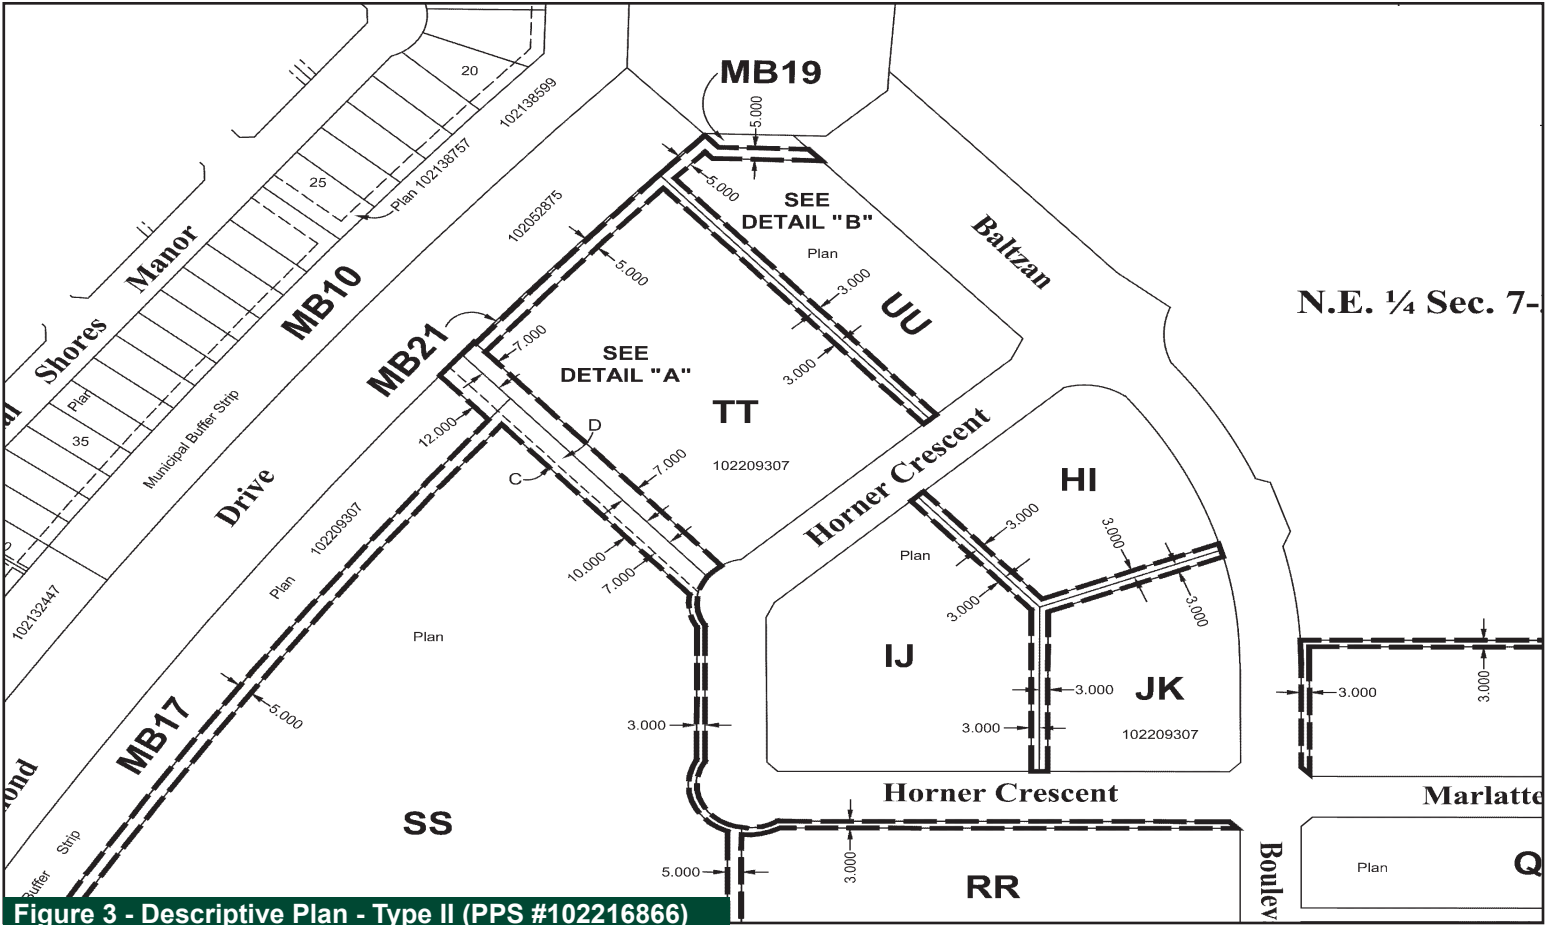 MB19
5.000
20
102138599
Plan 102138757
25
102052875
5.000
SEE
DETAIL "B"
Plan
3.000
UU
Baltzan
N.E. ¼ Sec. 7-
Manor
Shores
Plan
35
MB10
MB21
5.000
7.000
SEE
DETAIL "A"
3.000
TT
102209307
Municipal Buffer Strip
12.000
D
C
7.000
Horner Crescent
HI
Drive
102209307
Plan
10.000
7.000
Plan
3.000
3.000
3.000
3.000
102132447
Plan
IJ
JK
3.000
3.000
3.000
3.000
102209307
MB17
5.000
3.000
Horner Crescent
Marlatte
SS
Strip
Buffer
5.000
3.000
RR
Boulev
Plan
Q
Figure 3 - Descriptive Plan - Type II (PPS #102216866)